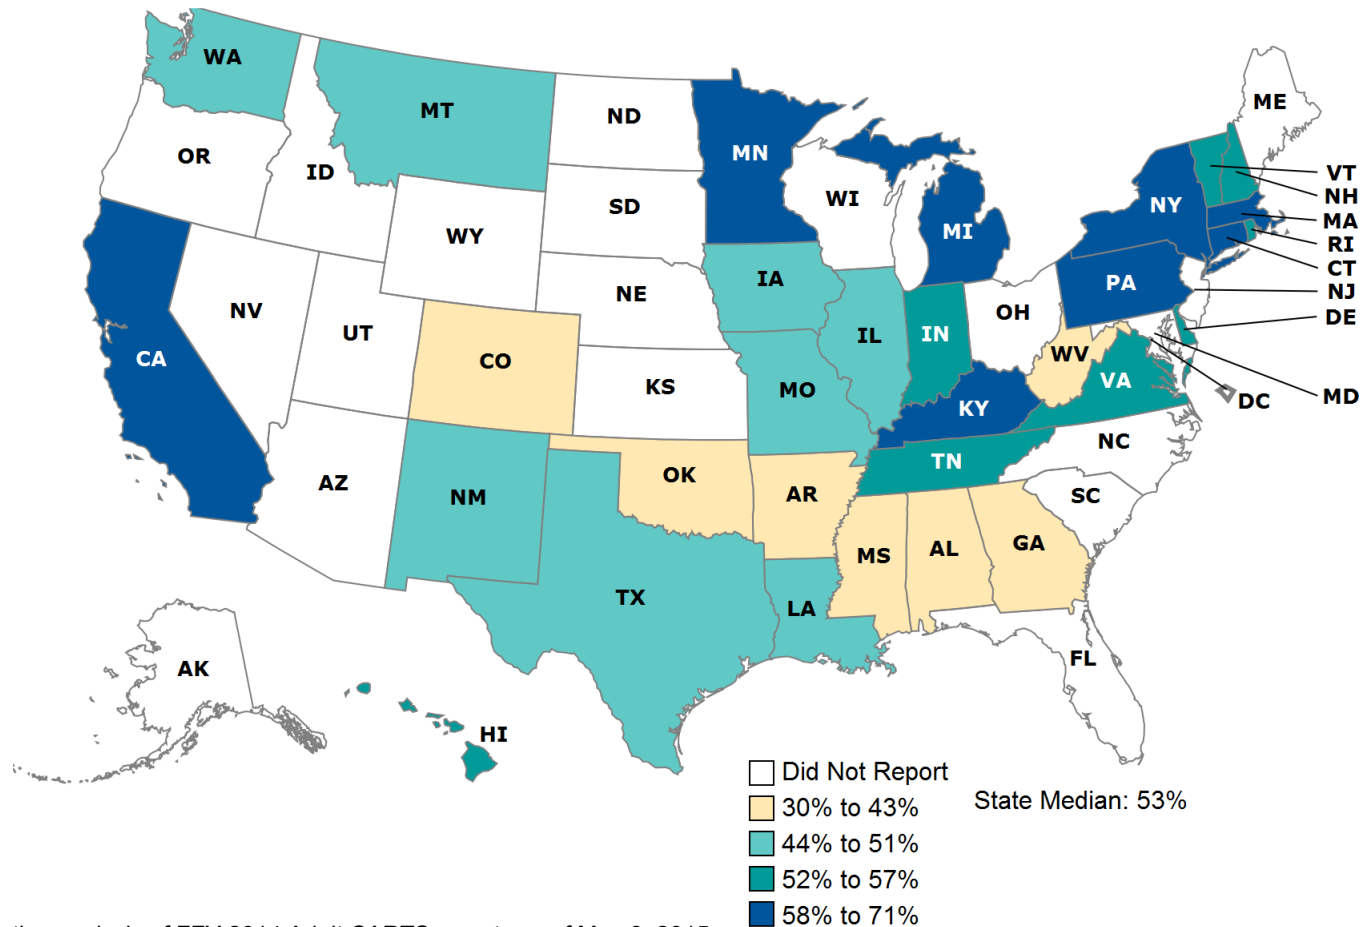 WA
MT
ND
MN
ME
OR
ID
SD
WI
MI
NY
VT
NH
MA
RI
CT
NJ
DE
MD
DC
WY
NE
IA
PA
NV
UT
CO
KS
MO
IL
IN
OH
WV
VA
KY
CA
AZ
NM
OK
AR
TN
NC
SC
TX
LA
MS
AL
GA
FL
AK
HI
Did Not Report
30% to 43%
State Median: 53%
44% to 51%
52% to 57%
58% to 71%